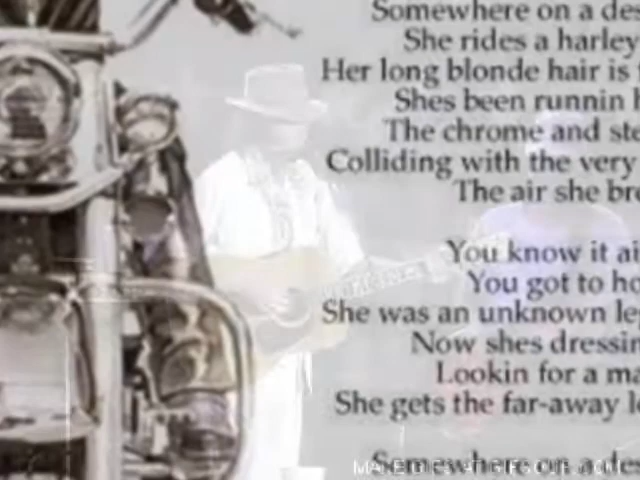 Somewhere on a des
She rides a harley
Her long blonde hair is
Shes been runnin
The chrome and ste
Colliding with the very
The air she bre
You know it ai
You got to ho
She was an unknown le
Now shes dressin
Lookin for a ma
She gets the far-away l
Somewhere on a des